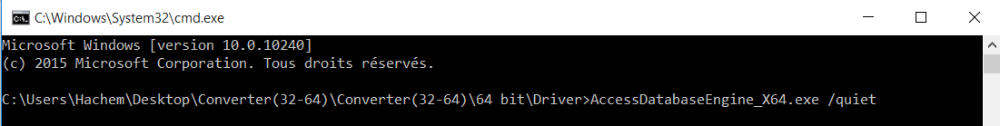 C:\Windows\System32\cmd.exe
Microsoft Windows [version 10.0.10240]
(c) 2015 Microsoft Corporation. Tous droits réservés.
C:\Users\Hachem\Desktop\Converter(32-64)\Converter(32-64)\64 bit\Driver>AccessDatabaseEngine_X64.exe /quiet